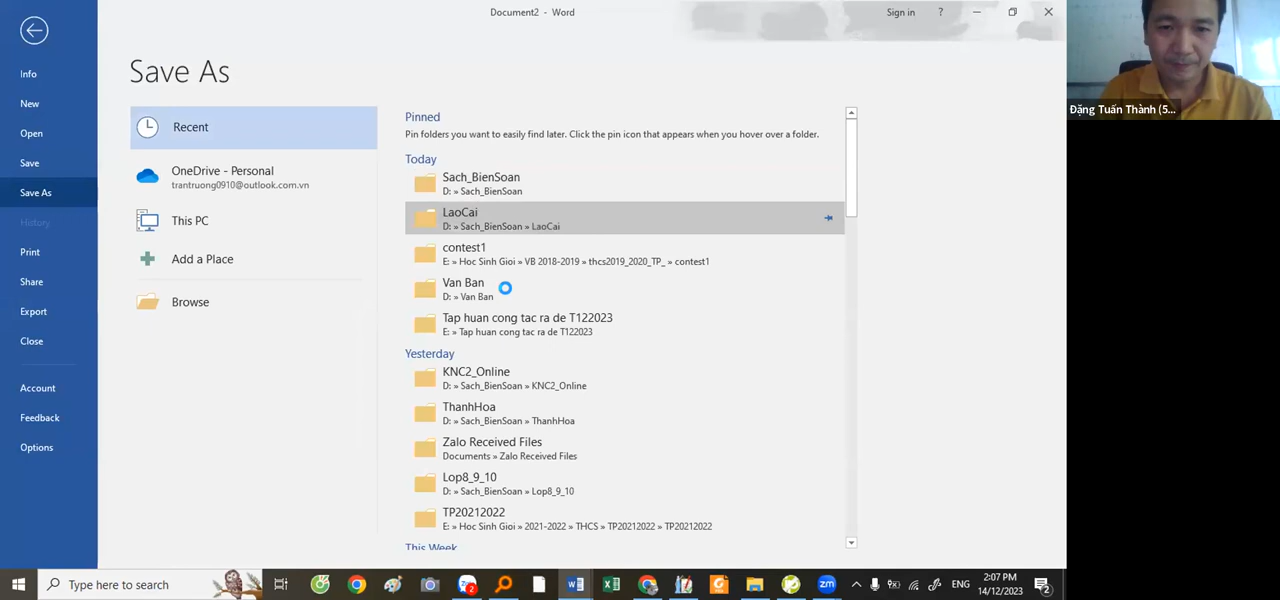 Document2 - Word
Sign in
?
Info
New
Open
Save
Save As
History
Print
Share
Export
Close
Account
Feedback
Options
Save As
Recent
OneDrive - Personal
trantruong0910@outlook.com.vn
This PC
Add a Place
Browse
Pinned
Pin folders you want to easily find later. Click the pin icon that appears when you hover over a folder.
Today
Sach_BienSoan
D: » Sach_BienSoan
LaoCai
D: » Sach_BienSoan » LaoCai
contest1
E: » Hoc Sinh Gioi » VB 2018-2019 » thcs2019_2020_TP_ » contest1
Van Ban
D: » Van Ban
Tap huan cong tac ra de T122023
E: » Tap huan cong tac ra de T122023
Yesterday
KNC2_Online
D: » Sach_BienSoan » KNC2_Online
ThanhHoa
D: » Sach_BienSoan » ThanhHoa
Zalo Received Files
Documents » Zalo Received Files
Lop8_9_10
D: » Sach_BienSoan » Lop8_9_10
TP20212022
E: » Hoc Sinh Gioi » 2021-2022 » THCS » TP20212022 » TP20212022
This Week
Đặng Tuấn Thành (5...
Type here to search
2
zm
ENG
2:07 PM
14/12/2023
2